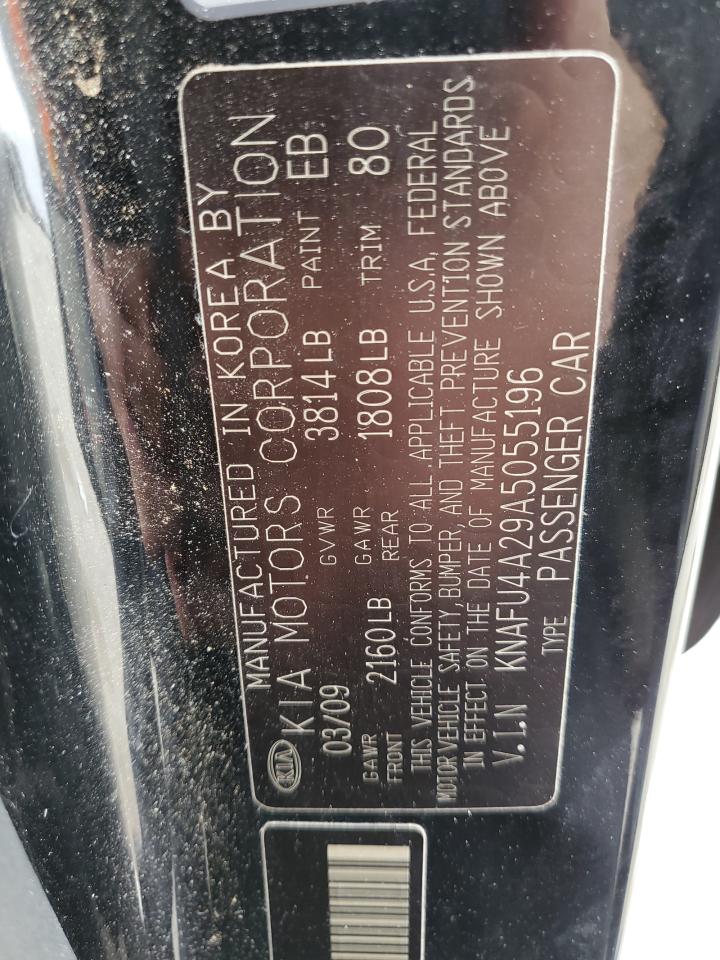 MANUFACTURED IN KOREA BY
KIA KIA MOTORS CORPORATION
03/09 GVWR 3814LB PAINT EB
GAWR FRONT 2160LB GAWR REAR 1808LB TRIM 80
THIS VEHICLE CONFORMS TO ALL APPLICABLE U.S.A. FEDERAL
MOTOR VEHICLE SAFETY, BUMPER, AND THEFT PREVENTION STANDARDS
IN EFFECT ON THE DATE OF MANUFACTURE SHOWN ABOVE
V.I.N KNAFU4A29A5055196
TYPE PASSENGER CAR